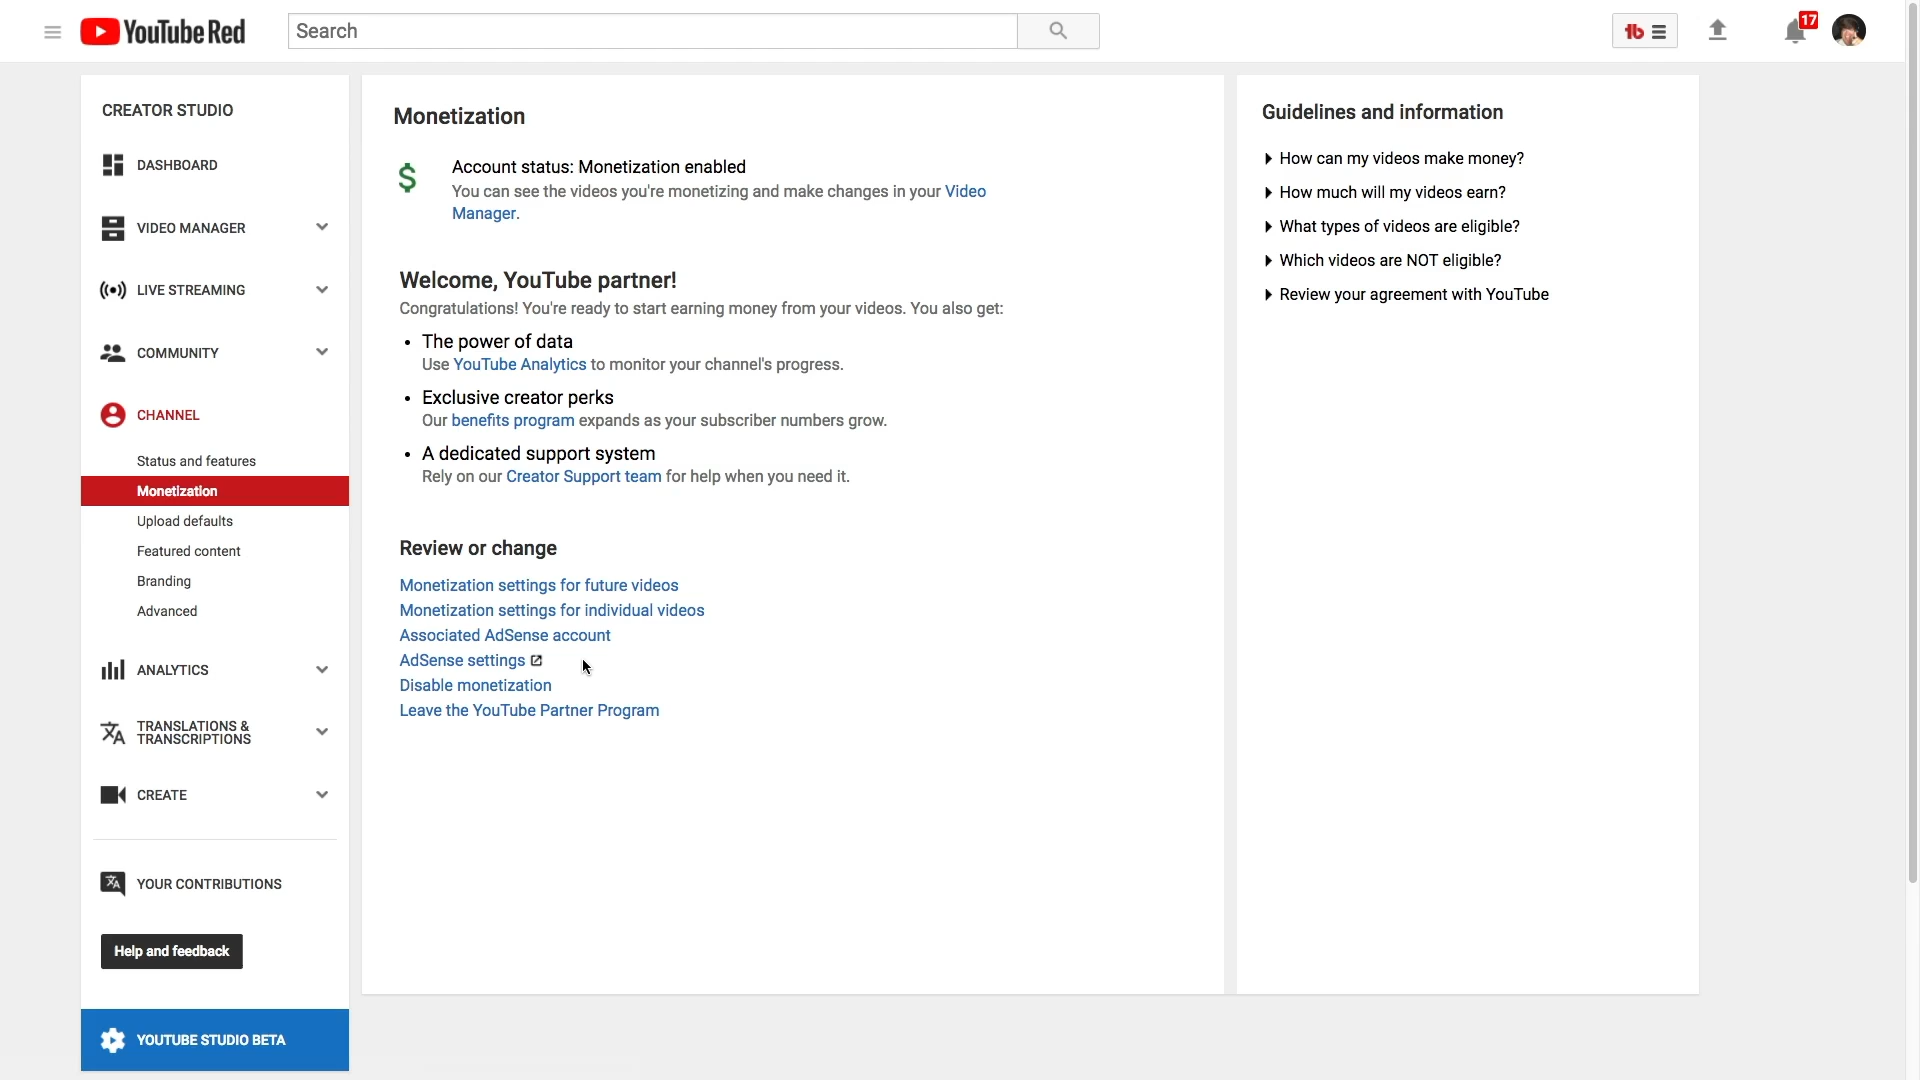 YouTube Red
Search
17
CREATOR STUDIO
DASHBOARD
VIDEO MANAGER
LIVE STREAMING
COMMUNITY
CHANNEL
Status and features
Monetization
Upload defaults
Featured content
Branding
Advanced
ANALYTICS
TRANSLATIONS &
TRANSCRIPTIONS
CREATE
YOUR CONTRIBUTIONS
Help and feedback
YOUTUBE STUDIO BETA
Monetization
$
Account status: Monetization enabled
You can see the videos you're monetizing and make changes in your Video
Manager.
Welcome, YouTube partner!
Congratulations! You're ready to start earning money from your videos. You also get:
• The power of data
Use YouTube Analytics to monitor your channel's progress.
• Exclusive creator perks
Our benefits program expands as your subscriber numbers grow.
• A dedicated support system
Rely on our Creator Support team for help when you need it.
Review or change
Monetization settings for future videos
Monetization settings for individual videos
Associated AdSense account
AdSense settings
Disable monetization
Leave the YouTube Partner Program
Guidelines and information
How can my videos make money?
How much will my videos earn?
What types of videos are eligible?
Which videos are NOT eligible?
Review your agreement with YouTube